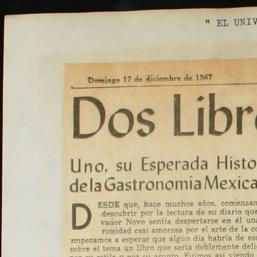 " EL UNIV
Domingo 17 de diciembre de 1967
Dos Libr
Uno, su Esperada Histo
de la Gastronomía Mexica
DESDE que, hace muchos años, comenzan
descubrir por la lectura de su diario que
vador Novo sentía despertarse en el una
riosidad casi amorosa por el arte de la co
empezamos a esperar que algún día habría de es
sobre el tema un libro que sería doblemente deli